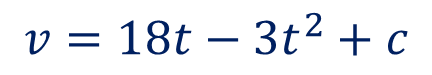 v = 18t − 3t² + c